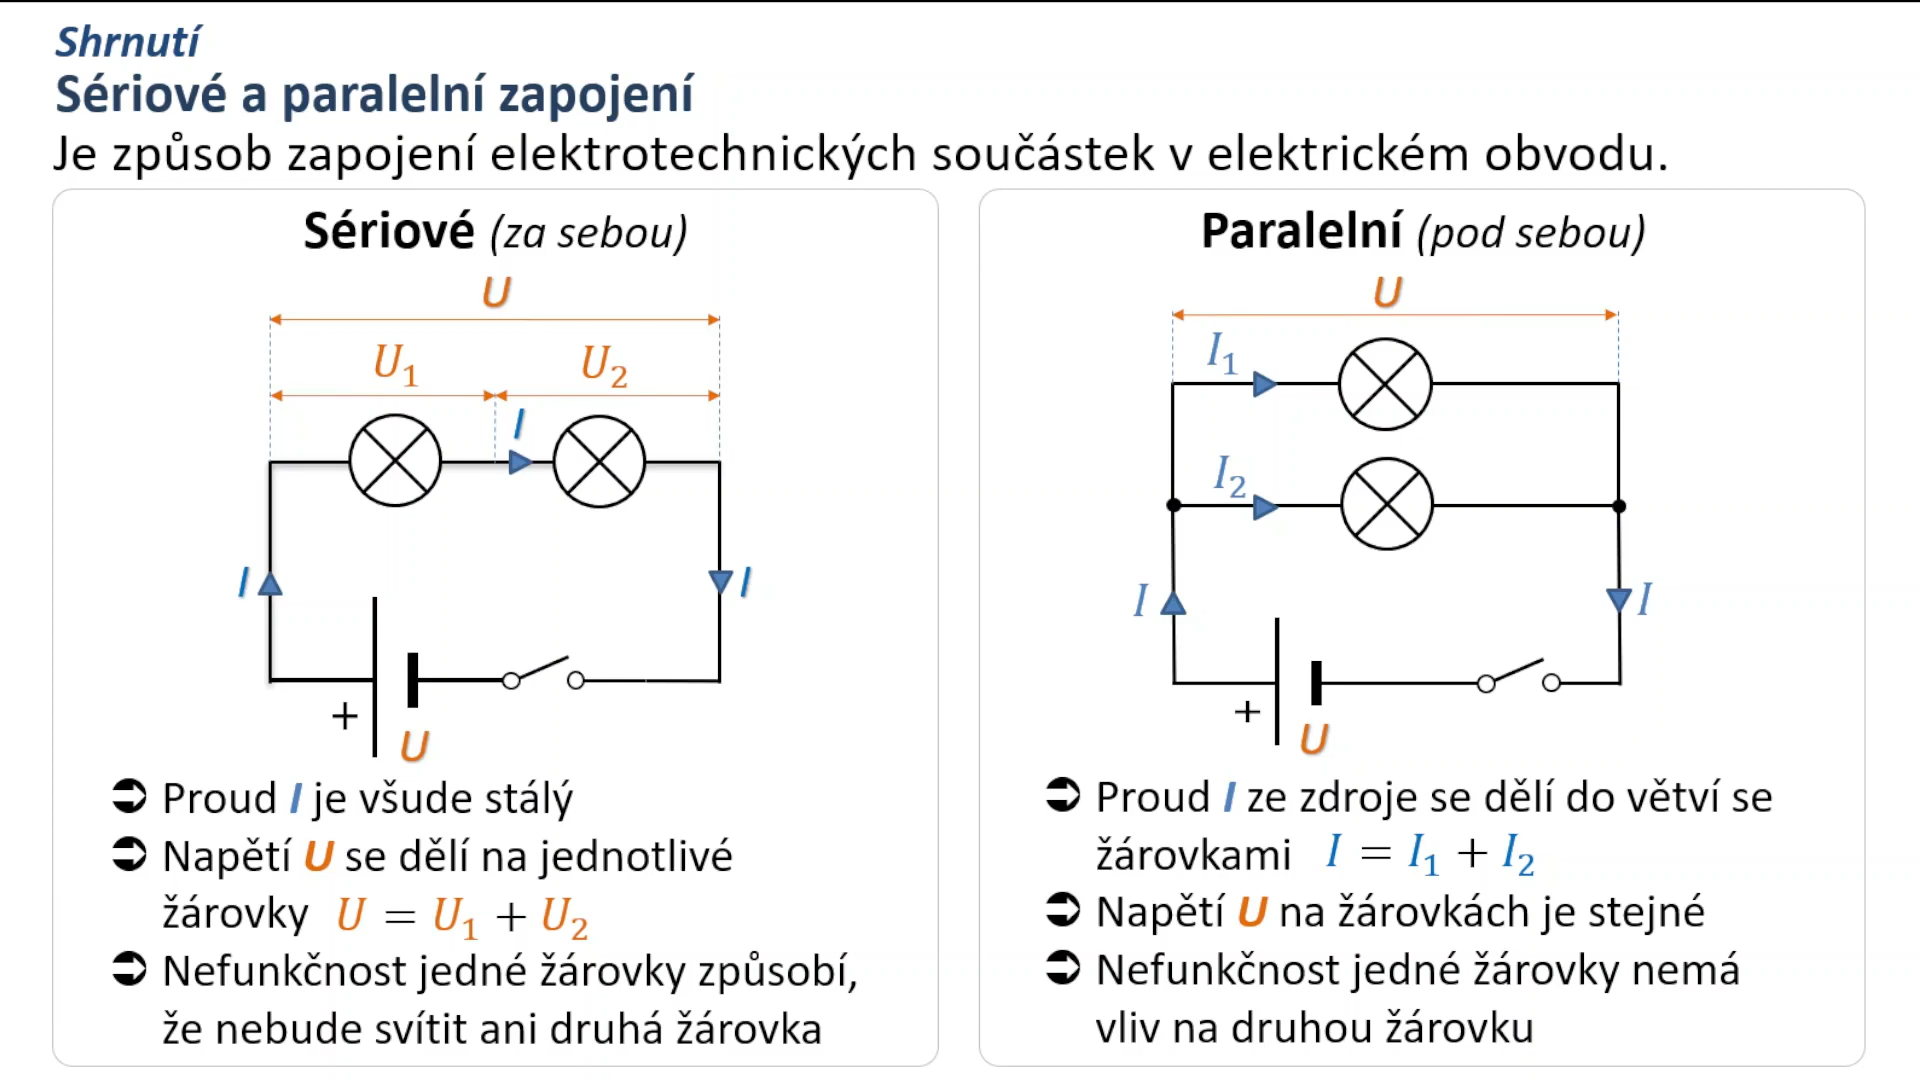 Shrnutí
Sériové a paralelní zapojení
Je způsob zapojení elektrotechnických součástek v elektrickém obvodu.
Sériové (za sebou)
U
U₁ U₂
I
I I
+
U
➲ Proud I je všude stálý
➲ Napětí U se dělí na jednotlivé
žárovky U = U₁ + U₂
➲ Nefunkčnost jedné žárovky způsobí,
že nebude svítit ani druhá žárovka
Paralelní (pod sebou)
U
I₁
I₂
I I
+
U
➲ Proud I ze zdroje se dělí do větví se
žárovkami I = I₁ + I₂
➲ Napětí U na žárovkách je stejné
➲ Nefunkčnost jedné žárovky nemá
vliv na druhou žárovku